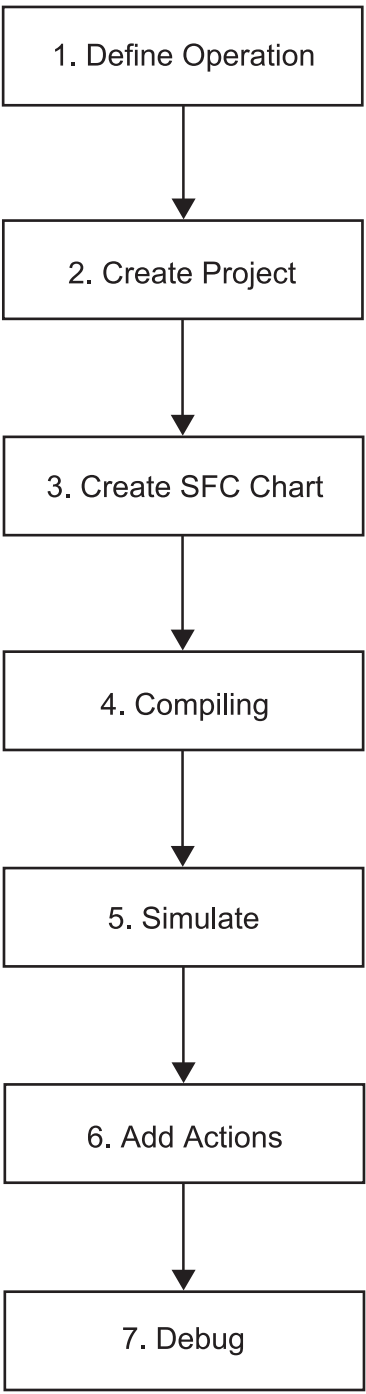 1. Define Operation
2. Create Project
3. Create SFC Chart
4. Compiling
5. Simulate
6. Add Actions
7. Debug